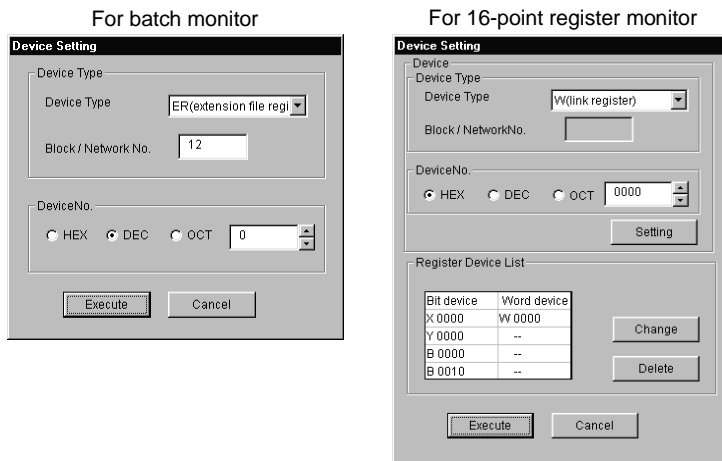 For batch monitor
Device Setting
Device Type
Device Type ER(extension file regi
Block / Network No. 12
DeviceNo.
HEX DEC OCT 0
Execute Cancel
For 16-point register monitor
Device Setting
Device
Device Type
Device Type W(link register)
Block / NetworkNo.
DeviceNo.
HEX DEC OCT 0000
Setting
Register Device List
Bit device Word device
X 0000 W 0000
Y 0000 --
B 0000 --
B 0010 --
Change
Delete
Execute Cancel